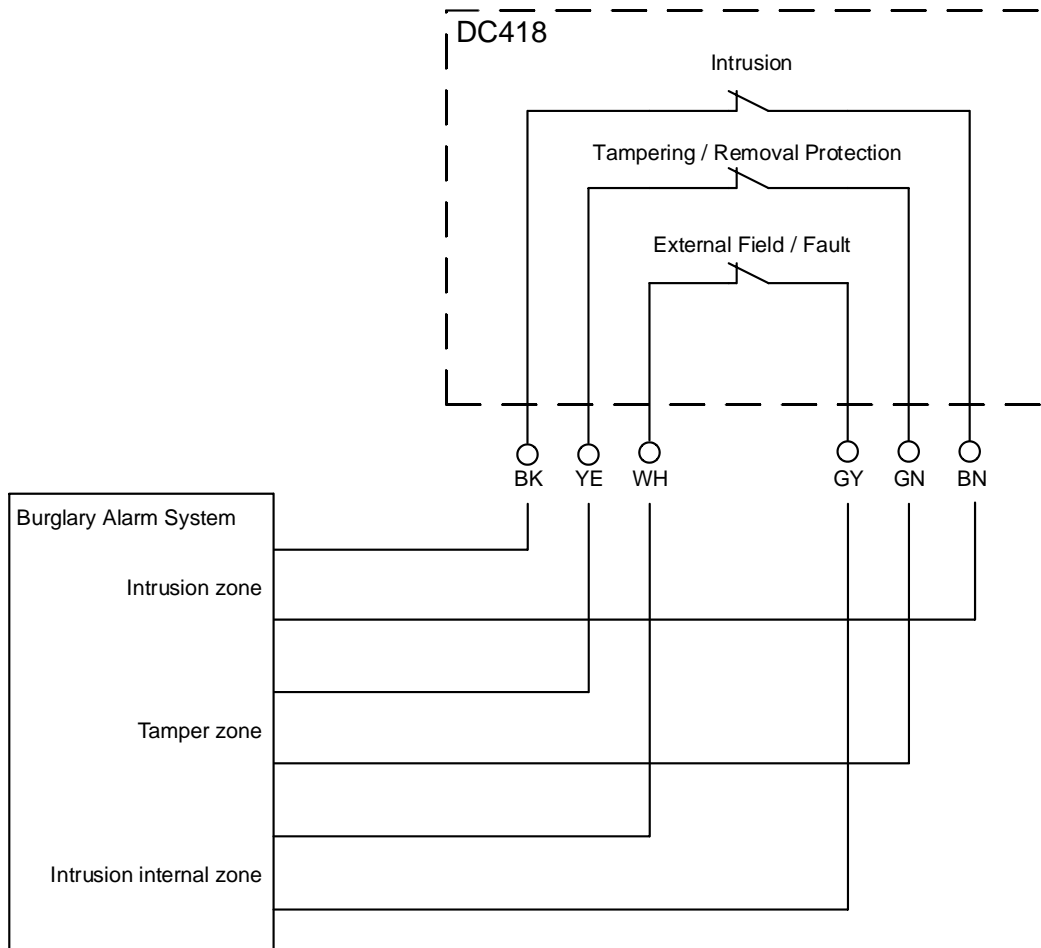 DC418
Intrusion
Tampering / Removal Protection
External Field / Fault
BK YE WH GY GN BN
Burglary Alarm System
Intrusion zone
Tamper zone
Intrusion internal zone